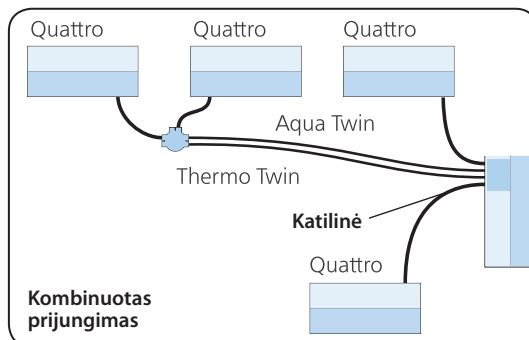 Quattro
Quattro
Quattro
Aqua Twin
Thermo Twin
Katilinė
Quattro
Kombinuotas
prijungimas